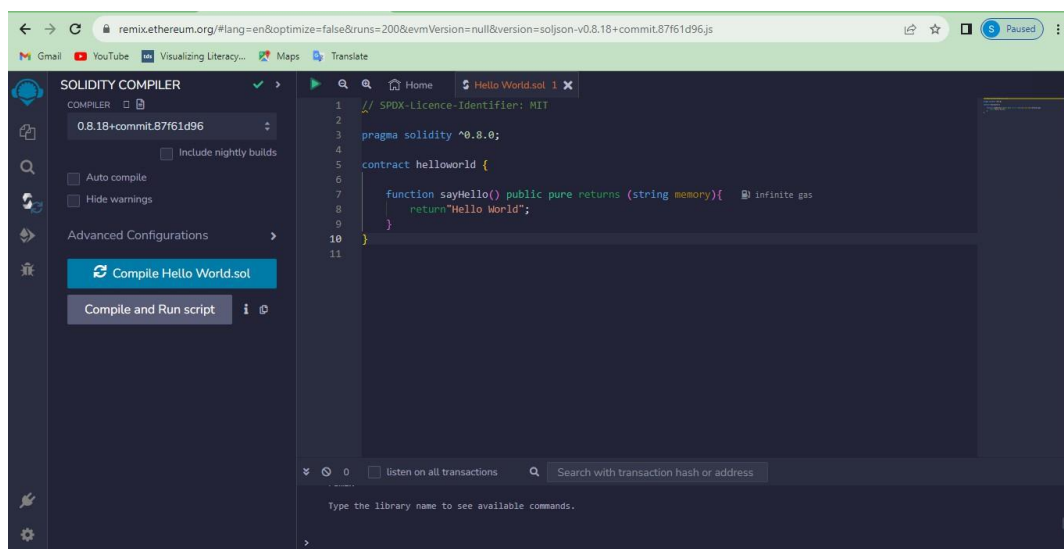 remix.ethereum.org/#lang=en&optimize=false&runs=200&evmVersion=null&version=soljson-v0.8.18+commit.87f61d96.js
S Paused
Gmail YouTube tdx Visualizing Literacy... Maps Translate
SOLIDITY COMPILER
COMPILER
0.8.18+commit.87f61d96
Include nightly builds
Auto compile
Hide warnings
Advanced Configurations
Compile Hello World.sol
Compile and Run script i
Home Hello World.sol 1
1 // SPDX-Licence-Identifier: MIT
2
3 pragma solidity ^0.8.0;
4
5 contract helloworld {
6
7 function sayHello() public pure returns (string memory){ infinite gas
8 return"Hello World";
9 }
10 }
11
0 listen on all transactions Search with transaction hash or address
Type the library name to see available commands.
>